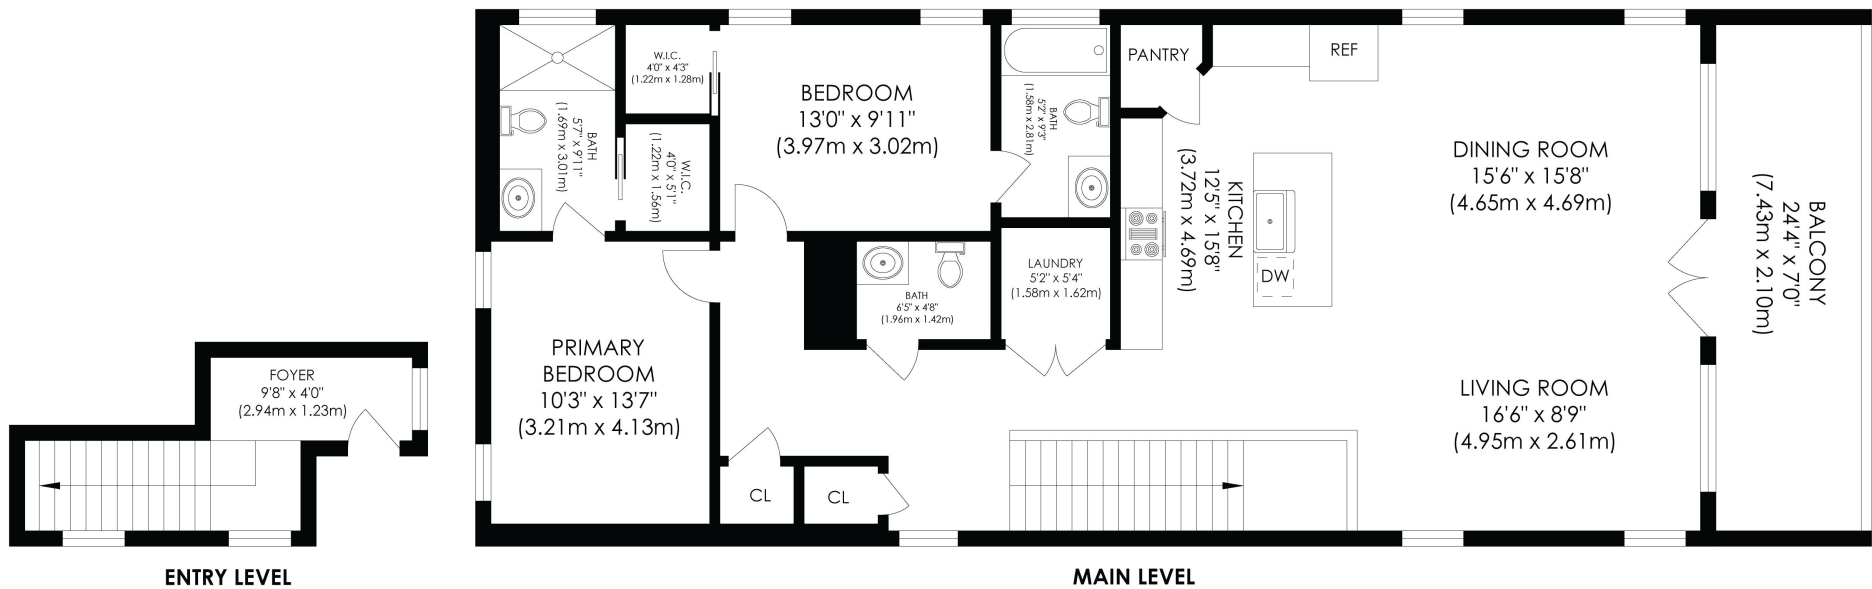 FOYER
9'8" x 4'0"
(2.94m x 1.23m)
ENTRY LEVEL
W.I.C.
4'0" x 4'3"
(1.22m x 1.28m)
BATH
5'7" x 9'11"
(1.69m x 3.01m)
W.I.C.
4'0" x 5'1"
(1.22m x 1.56m)
BEDROOM
13'0" x 9'11"
(3.97m x 3.02m)
BATH
5'2" x 9'3"
(1.58m x 2.81m)
PANTRY
REF
KITCHEN
12'5" x 15'8"
(3.72m x 4.69m)
DW
DINING ROOM
15'6" x 15'8"
(4.65m x 4.69m)
BALCONY
24'4" x 7'0"
(7.43m x 2.10m)
BATH
6'5" x 4'8"
(1.96m x 1.42m)
LAUNDRY
5'2" x 5'4"
(1.58m x 1.62m)
PRIMARY
BEDROOM
10'3" x 13'7"
(3.21m x 4.13m)
LIVING ROOM
16'6" x 8'9"
(4.95m x 2.61m)
CL
CL
MAIN LEVEL